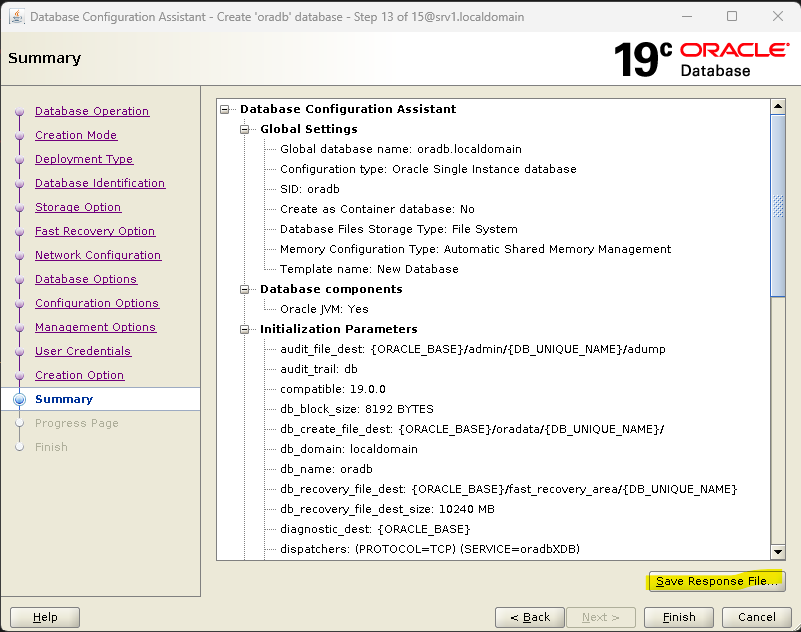 Database Configuration Assistant - Create 'oradb' database - Step 13 of 15@srv1.localdomain
Summary
19c ORACLE
Database
Database Operation
Creation Mode
Deployment Type
Database Identification
Storage Option
Fast Recovery Option
Network Configuration
Database Options
Configuration Options
Management Options
User Credentials
Creation Option
Summary
Progress Page
Finish
Database Configuration Assistant
Global Settings
Global database name: oradb.localdomain
Configuration type: Oracle Single Instance database
SID: oradb
Create as Container database: No
Database Files Storage Type: File System
Memory Configuration Type: Automatic Shared Memory Management
Template name: New Database
Database components
Oracle JVM: Yes
Initialization Parameters
audit_file_dest: {ORACLE_BASE}/admin/{DB_UNIQUE_NAME}/adump
audit_trail: db
compatible: 19.0.0
db_block_size: 8192 BYTES
db_create_file_dest: {ORACLE_BASE}/oradata/{DB_UNIQUE_NAME}/
db_domain: localdomain
db_name: oradb
db_recovery_file_dest: {ORACLE_BASE}/fast_recovery_area/{DB_UNIQUE_NAME}
db_recovery_file_dest_size: 10240 MB
diagnostic_dest: {ORACLE_BASE}
dispatchers: (PROTOCOL=TCP) (SERVICE=oradbXDB)
Save Response File...
Help
< Back
Next >
Finish
Cancel